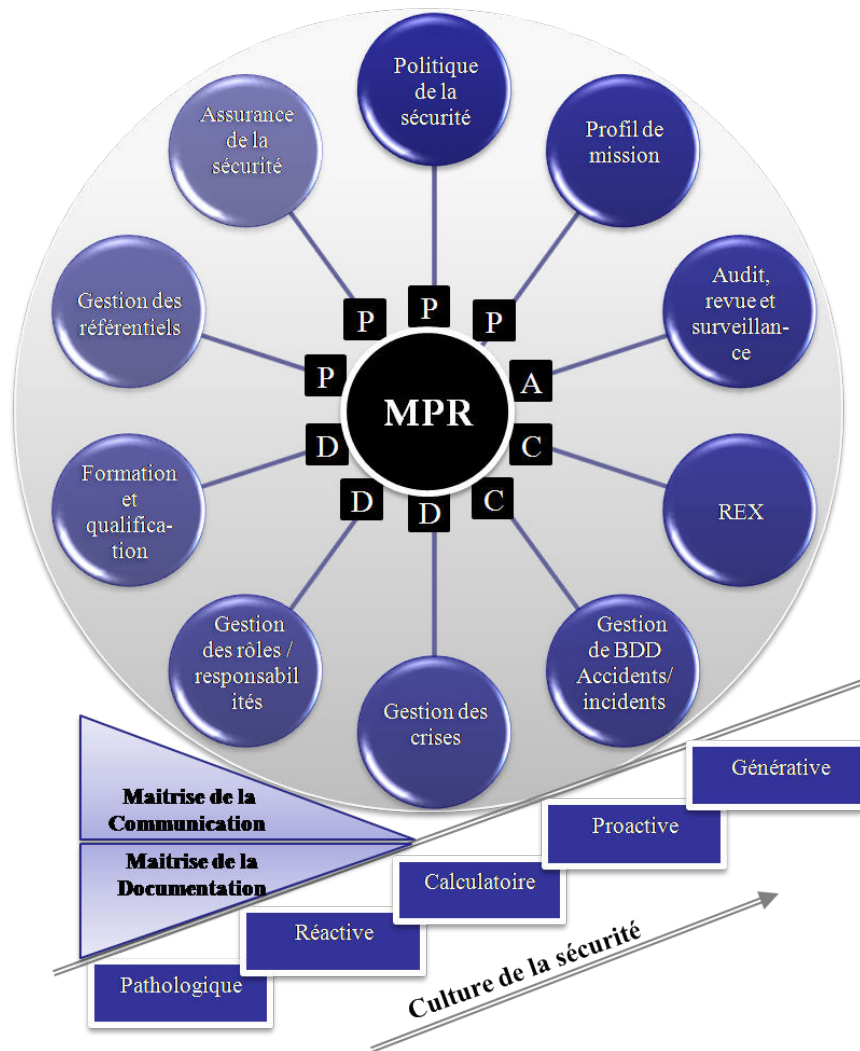 Politique
de la
sécurité
Profil de
mission
Audit,
revue et
surveillan-
ce
REX
Gestion
de BDD
Accidents/
incidents
Gestion des
crises
Gestion
des rôles /
responsabil
ités
Formation
et
qualifica-
tion
Gestion des
référentiels
Assurance
de la
sécurité
P
P
P
A
C
C
D
D
D
P
MPR
Maitrise de la
Communication
Maitrise de la
Documentation
Pathologique
Réactive
Calculatoire
Proactive
Générative
Culture de la sécurité